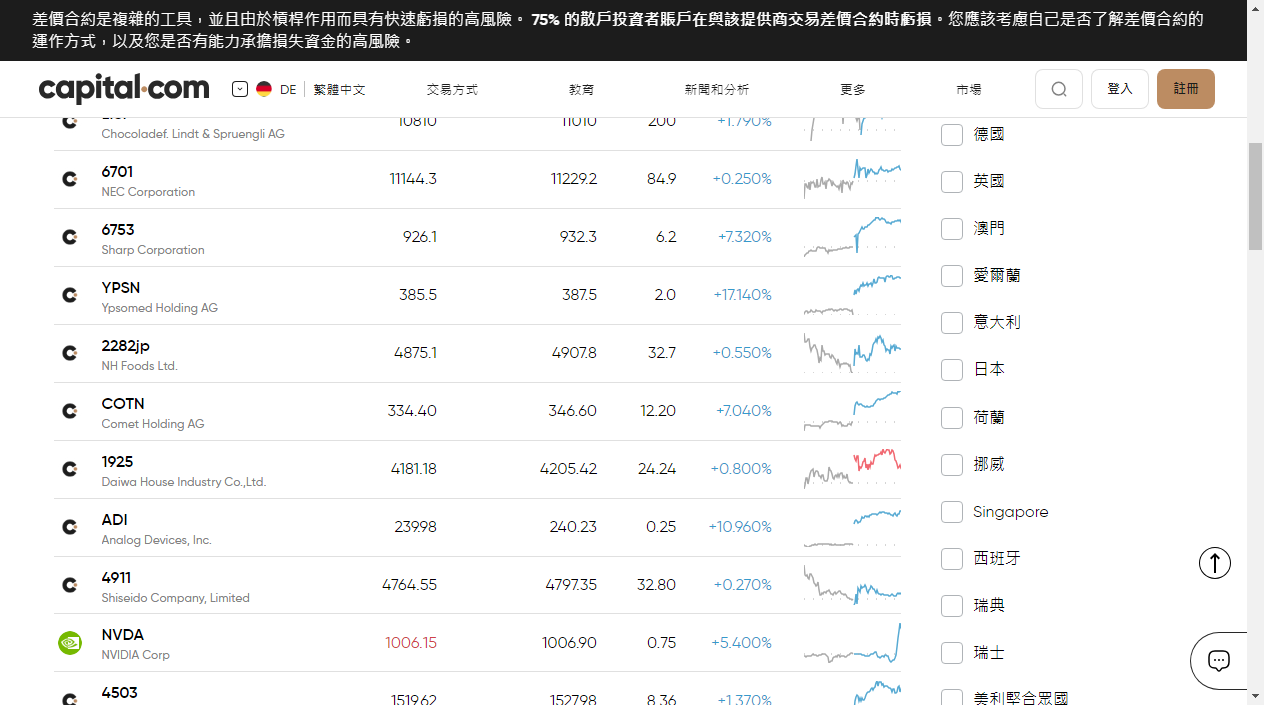 差價合約是複雜的工具，並且由於槓桿作用而具有快速虧損的高風險。 75% 的散戶投資者賬戶在與該提供商交易差價合約時虧損。您應該考慮自己是否了解差價合約的
運作方式，以及您是否有能力承擔損失資金的高風險。
capital.com DE 繁體中文 交易方式 教育 新聞和分析 更多 市場 登入 註冊
10810 11010 200 +1.790%
Chocoladef. Lindt & Spruengli AG
德國
6701 11144.3 11229.2 84.9 +0.250%
NEC Corporation
英國
6753 926.1 932.3 6.2 +7.320%
Sharp Corporation
澳門
YPSN 385.5 387.5 2.0 +17.140%
Ypsomed Holding AG
愛爾蘭
意大利
2282jp 4875.1 4907.8 32.7 +0.550%
NH Foods Ltd.
日本
COTN 334.40 346.60 12.20 +7.040%
Comet Holding AG
荷蘭
1925 4181.18 4205.42 24.24 +0.800%
Daiwa House Industry Co.,Ltd.
挪威
Singapore
ADI 239.98 240.23 0.25 +10.960%
Analog Devices, Inc.
西班牙
4911 4764.55 4797.35 32.80 +0.270%
Shiseido Company, Limited
瑞典
NVDA 1006.15 1006.90 0.75 +5.400%
NVIDIA Corp
瑞士
4503 1519.62 1527.98 8.36 +1.370%
美利堅合眾國